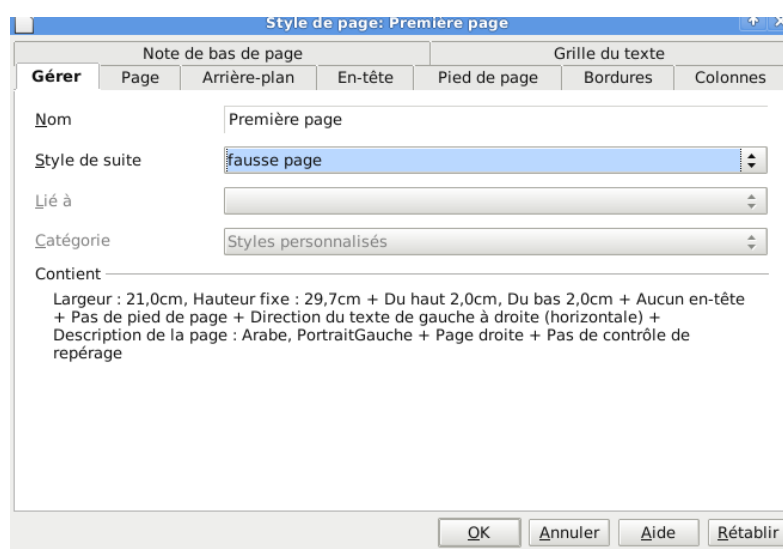 Style de page: Première page
Note de bas de page Grille du texte
Gérer Page Arrière-plan En-tête Pied de page Bordures Colonnes
Nom Première page
Style de suite fausse page
Lié à
Catégorie Styles personnalisés
Contient
Largeur : 21,0cm, Hauteur fixe : 29,7cm + Du haut 2,0cm, Du bas 2,0cm + Aucun en-tête
+ Pas de pied de page + Direction du texte de gauche à droite (horizontale) +
Description de la page : Arabe, PortraitGauche + Page droite + Pas de contrôle de
repérage
OK Annuler Aide Rétablir